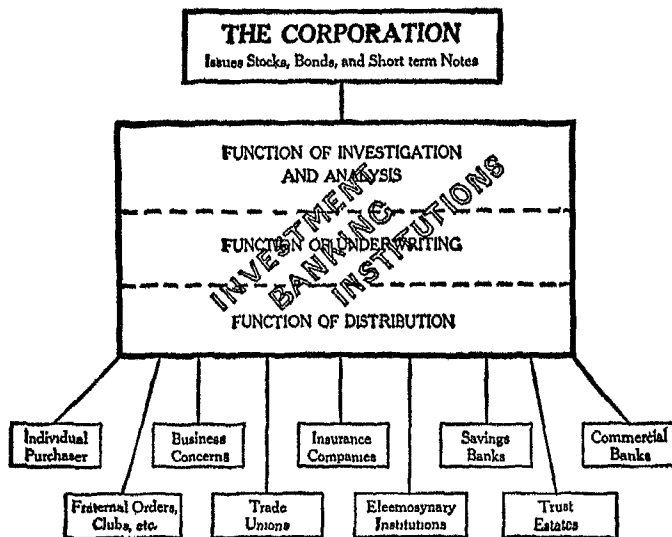 THE CORPORATION
Issues Stocks, Bonds, and Short term Notes
FUNCTION OF INVESTIGATION
AND ANALYSIS
FUNCTION OF UNDERWRITING
FUNCTION OF DISTRIBUTION
INVESTMENT
BANKING
INSTITUTIONS
Individual
Purchaser
Business
Concerns
Insurance
Companies
Savings
Banks
Commercial
Banks
Fraternal Orders,
Clubs, etc.
Trade
Unions
Eleemosynary
Institutions
Trust
Estates